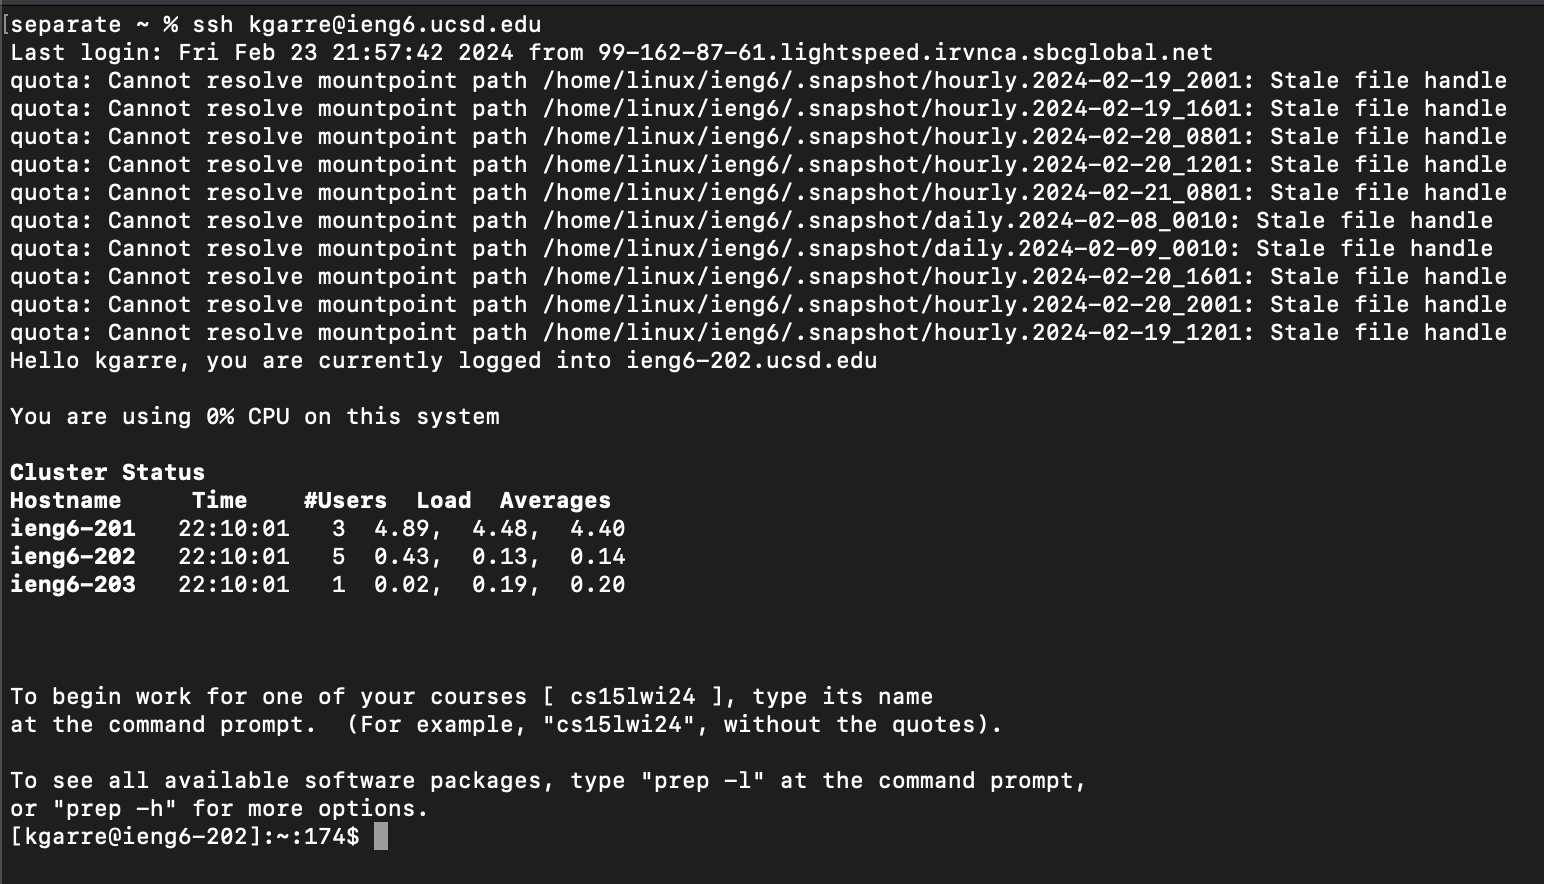 [separate ~ % ssh kgarre@ieng6.ucsd.edu
Last login: Fri Feb 23 21:57:42 2024 from 99-162-87-61.lightspeed.irvnca.sbcglobal.net
quota: Cannot resolve mountpoint path /home/linux/ieng6/.snapshot/hourly.2024-02-19_2001: Stale file handle
quota: Cannot resolve mountpoint path /home/linux/ieng6/.snapshot/hourly.2024-02-19_1601: Stale file handle
quota: Cannot resolve mountpoint path /home/linux/ieng6/.snapshot/hourly.2024-02-20_0801: Stale file handle
quota: Cannot resolve mountpoint path /home/linux/ieng6/.snapshot/hourly.2024-02-20_1201: Stale file handle
quota: Cannot resolve mountpoint path /home/linux/ieng6/.snapshot/hourly.2024-02-21_0801: Stale file handle
quota: Cannot resolve mountpoint path /home/linux/ieng6/.snapshot/daily.2024-02-08_0010: Stale file handle
quota: Cannot resolve mountpoint path /home/linux/ieng6/.snapshot/daily.2024-02-09_0010: Stale file handle
quota: Cannot resolve mountpoint path /home/linux/ieng6/.snapshot/hourly.2024-02-20_1601: Stale file handle
quota: Cannot resolve mountpoint path /home/linux/ieng6/.snapshot/hourly.2024-02-20_2001: Stale file handle
quota: Cannot resolve mountpoint path /home/linux/ieng6/.snapshot/hourly.2024-02-19_1201: Stale file handle
Hello kgarre, you are currently logged into ieng6-202.ucsd.edu
You are using 0% CPU on this system
Cluster Status
Hostname     Time    #Users  Load  Averages
ieng6-201   22:10:01   3  4.89,  4.48,  4.40
ieng6-202   22:10:01   5  0.43,  0.13,  0.14
ieng6-203   22:10:01   1  0.02,  0.19,  0.20
To begin work for one of your courses [ cs15lwi24 ], type its name
at the command prompt.  (For example, "cs15lwi24", without the quotes).
To see all available software packages, type "prep -l" at the command prompt,
or "prep -h" for more options.
[kgarre@ieng6-202]:~:174$